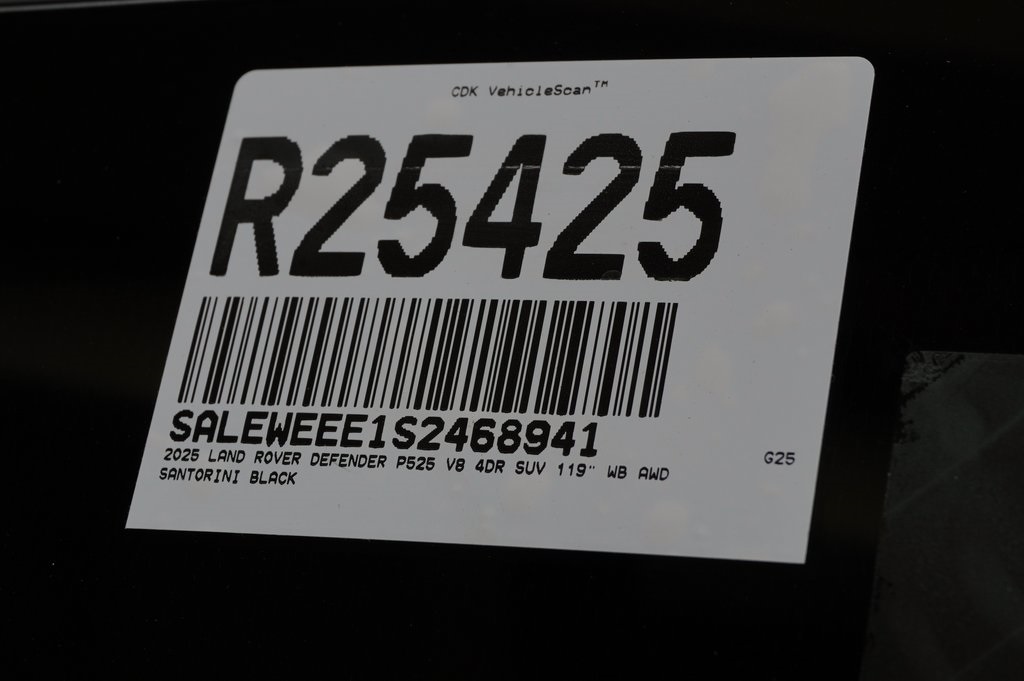 CDK VehicleScan™
R25425
SALEWEEE1S2468941
2025 LAND ROVER DEFENDER P525 V8 4DR SUV 119" WB AWD
SANTORINI BLACK
G25